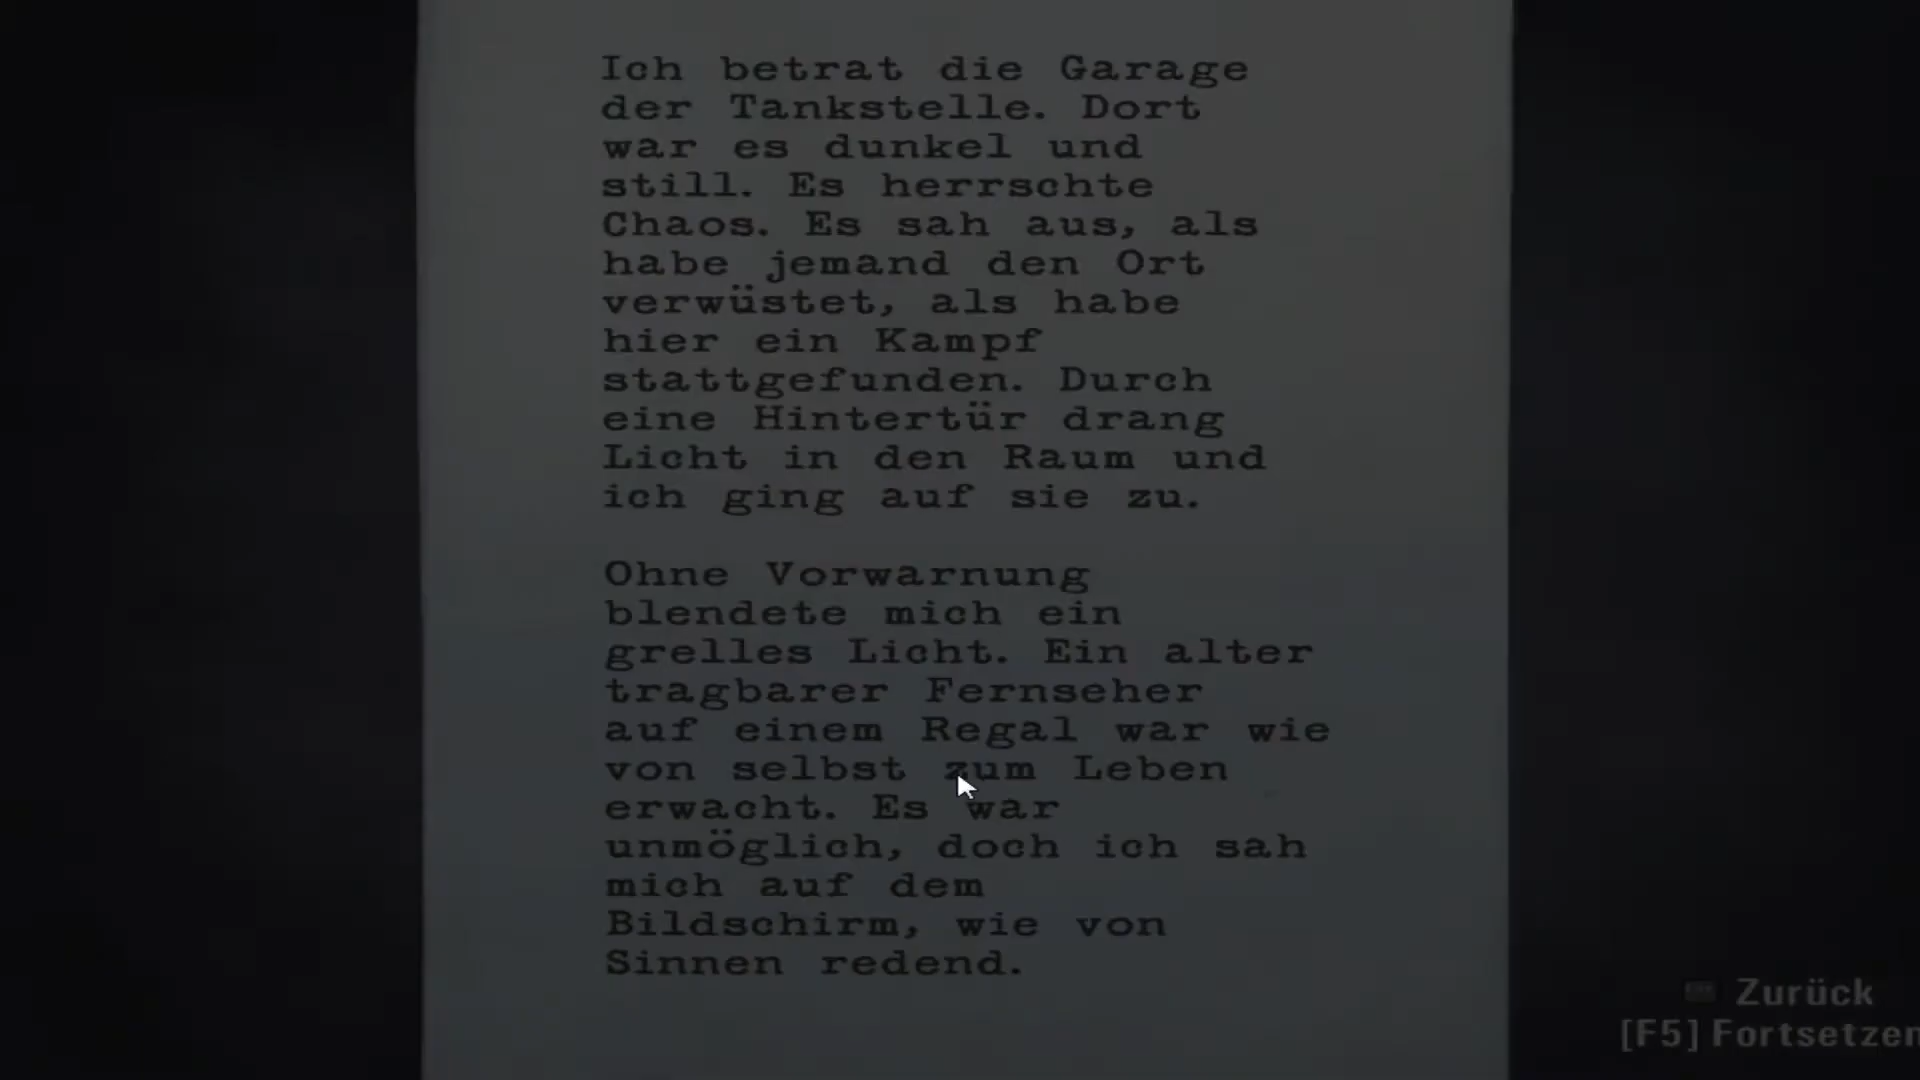 Ich betrat die Garage
der Tankstelle. Dort
war es dunkel und
still. Es herrschte
Chaos. Es sah aus, als
habe jemand den Ort
verwüstet, als habe
hier ein Kampf
stattgefunden. Durch
eine Hintertür drang
Licht in den Raum und
ich ging auf sie zu.
Ohne Vorwarnung
blendete mich ein
grelles Licht. Ein alter
tragbarer Fernseher
auf einem Regal war wie
von selbst zum Leben
erwacht. Es war
unmöglich, doch ich sah
mich auf dem
Bildschirm, wie von
Sinnen redend.
Zurück
[F5] Fortsetzen